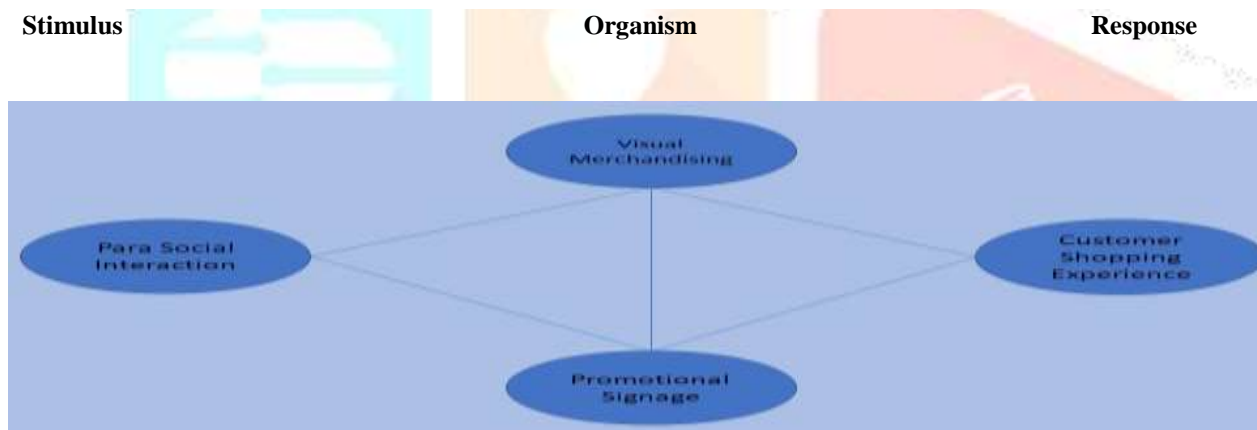 Stimulus Organism Response
Visual
Merchandising
Para Social
Interaction
Customer
Shopping
Experience
Promotional
Signage